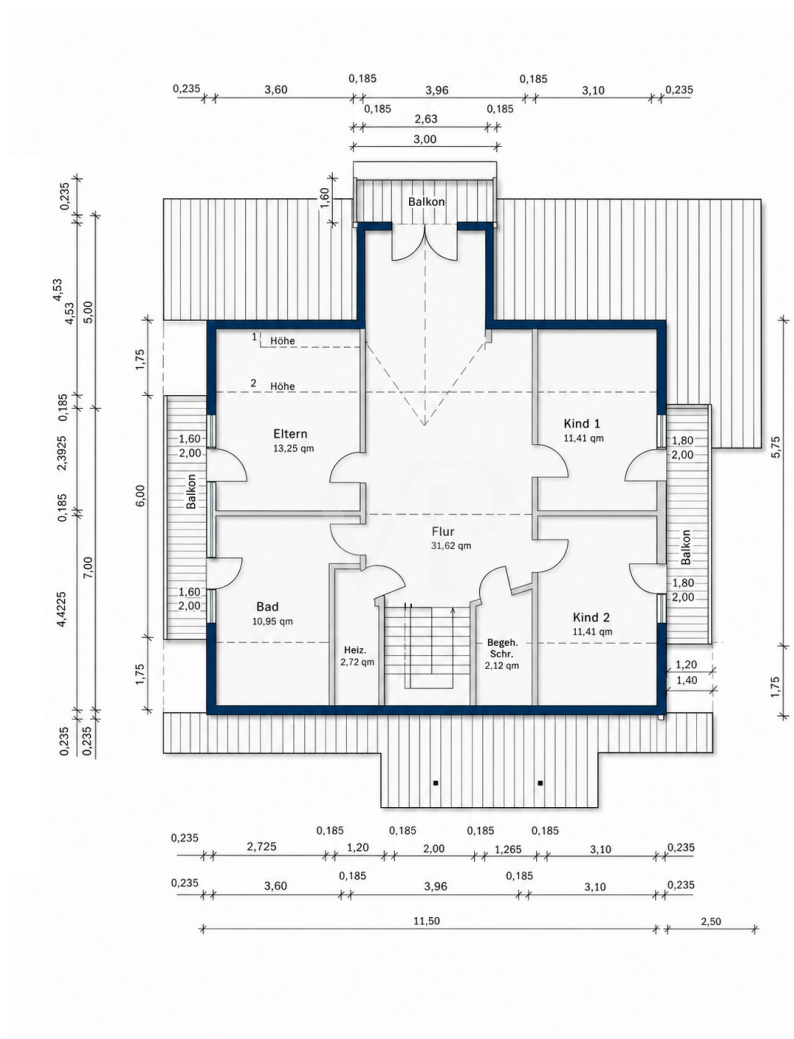 0,185 0,185
0,235 3,60 3,96 3,10 0,235
0,185 0,185
2,63
3,00
0,235
1,60
Balkon
4,53
4,53
5,00
1,75
1 Höhe
2 Höhe
0,185
Eltern
13,25 qm
Kind 1
11,41 qm
1,60
2,00
1,80
2,00
5,75
2,3925
Balkon
6,00
0,185
Flur
31,62 qm
Balkon
7,00
1,60
2,00
1,80
2,00
4,4225
Bad
10,95 qm
Kind 2
11,41 qm
Heiz.
2,72 qm
Begeh.
Schr.
2,12 qm
1,75
1,20
1,40
1,75
0,235
0,235
0,185 0,185 0,185 0,185
0,235 2,725 1,20 2,00 1,265 3,10 0,235
0,185 0,185
0,235 3,60 3,96 3,10 0,235
11,50 2,50